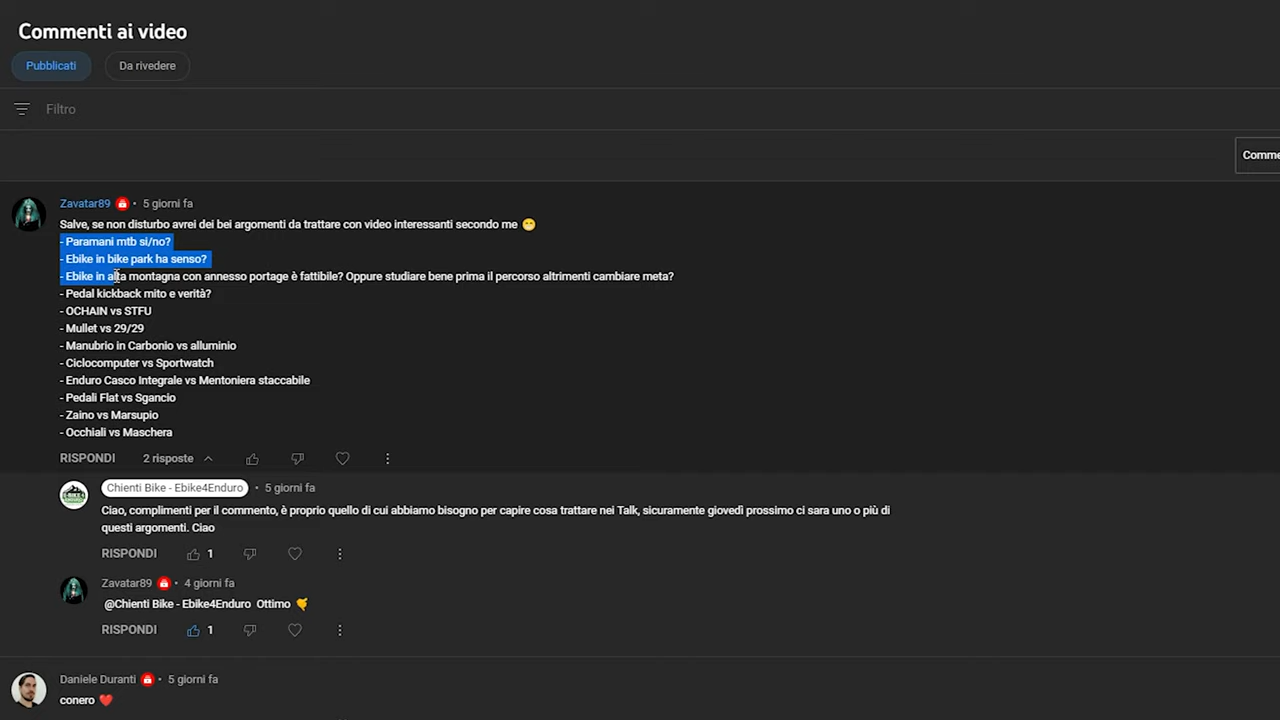 Commenti ai video
Pubblicati
Da rivedere
Filtro
Comme
Zavatar89 • 5 giorni fa
Salve, se non disturbo avrei dei bei argomenti da trattare con video interessanti secondo me 😁
- Paramani mtb si/no?
- Ebike in bike park ha senso?
- Ebike in alta montagna con annesso portage è fattibile? Oppure studiare bene prima il percorso altrimenti cambiare meta?
- Pedal kickback mito e verità?
- OCHAIN vs STFU
- Mullet vs 29/29
- Manubrio in Carbonio vs alluminio
- Ciclocomputer vs Sportwatch
- Enduro Casco Integrale vs Mentoniera staccabile
- Pedali Flat vs Sgancio
- Zaino vs Marsupio
- Occhiali vs Maschera
RISPONDI 2 risposte
Chienti Bike - Ebike4Enduro • 5 giorni fa
Ciao, complimenti per il commento, è proprio quello di cui abbiamo bisogno per capire cosa trattare nei Talk, sicuramente giovedì prossimo ci sara uno o più di
questi argomenti. Ciao
RISPONDI 1
Zavatar89 • 4 giorni fa
@Chienti Bike - Ebike4Enduro Ottimo
RISPONDI 1
Daniele Duranti • 5 giorni fa
conero ❤️